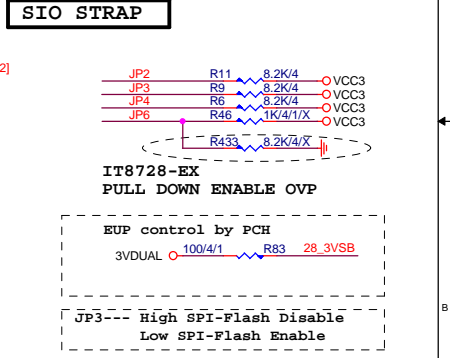 SIO STRAP
2]
JP2 R11 8.2K/4 VCC3
JP3 R9 8.2K/4 VCC3
JP4 R6 8.2K/4 VCC3
JP6 R46 1K/4/1/X VCC3
R433 8.2K/4/X
IT8728-EX
PULL DOWN ENABLE OVP
EUP control by PCH
3VDUAL 100/4/1 R83 28_3VSB
B
JP3--- High SPI-Flash Disable
Low SPI-Flash Enable